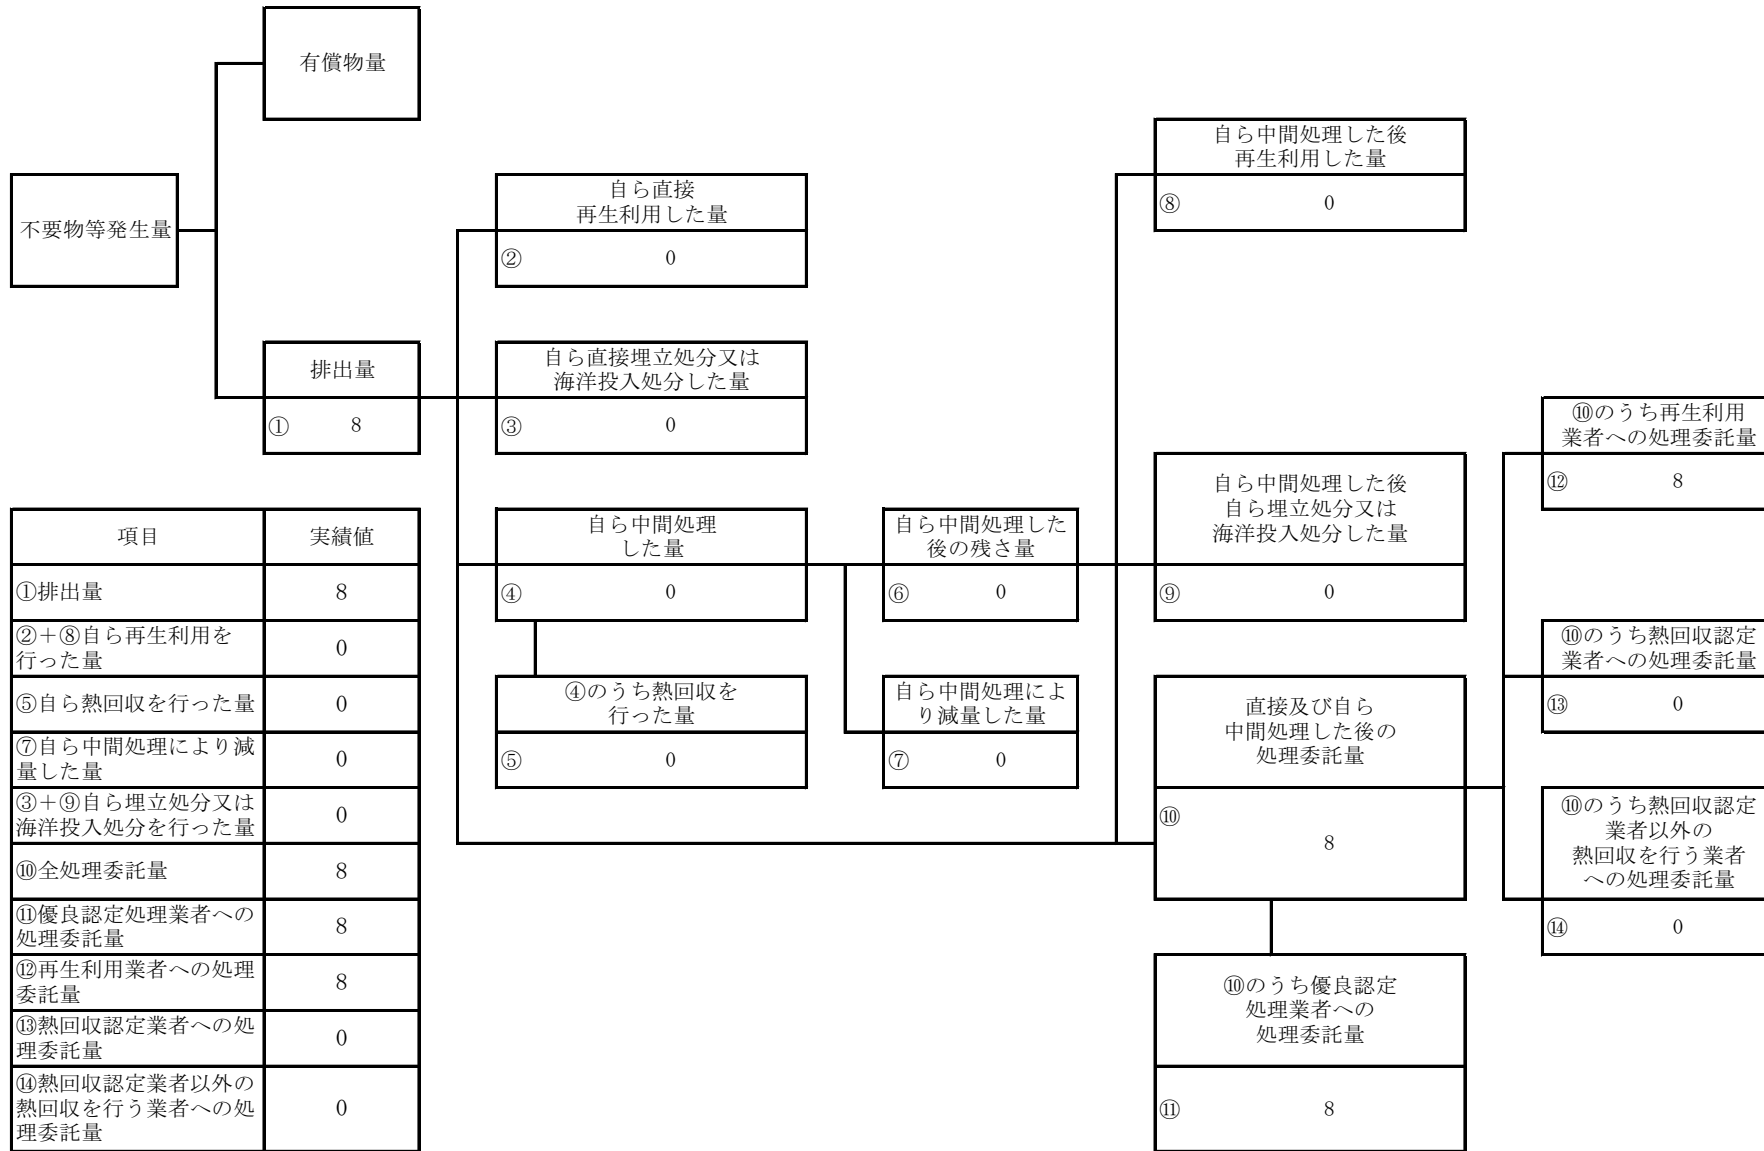 有償物量
不要物等発生量
排出量
① 8
自ら直接
再生利用した量
② 0
自ら直接埋立処分又は
海洋投入処分した量
③ 0
自ら中間処理
した量
④ 0
④のうち熱回収を
行った量
⑤ 0
自ら中間処理した
後の残さ量
⑥ 0
自ら中間処理によ
り減量した量
⑦ 0
自ら中間処理した後
再生利用した量
⑧ 0
自ら中間処理した後
自ら埋立処分又は
海洋投入処分した量
⑨ 0
直接及び自ら
中間処理した後の
処理委託量
⑩
8
⑩のうち優良認定
処理業者への
処理委託量
⑪ 8
⑩のうち再生利用
業者への処理委託量
⑫ 8
⑩のうち熱回収認定
業者への処理委託量
⑬ 0
⑩のうち熱回収認定
業者以外の
熱回収を行う業者
への処理委託量
⑭ 0
項目 実績値
①排出量 8
②+⑧自ら再生利用を
行った量 0
⑤自ら熱回収を行った量 0
⑦自ら中間処理により減
量した量 0
③+⑨自ら埋立処分又は
海洋投入処分を行った量 0
⑩全処理委託量 8
⑪優良認定処理業者への
処理委託量 8
⑫再生利用業者への処理
委託量 8
⑬熱回収認定業者への処
理委託量 0
⑭熱回収認定業者以外の
熱回収を行う業者への処
理委託量 0